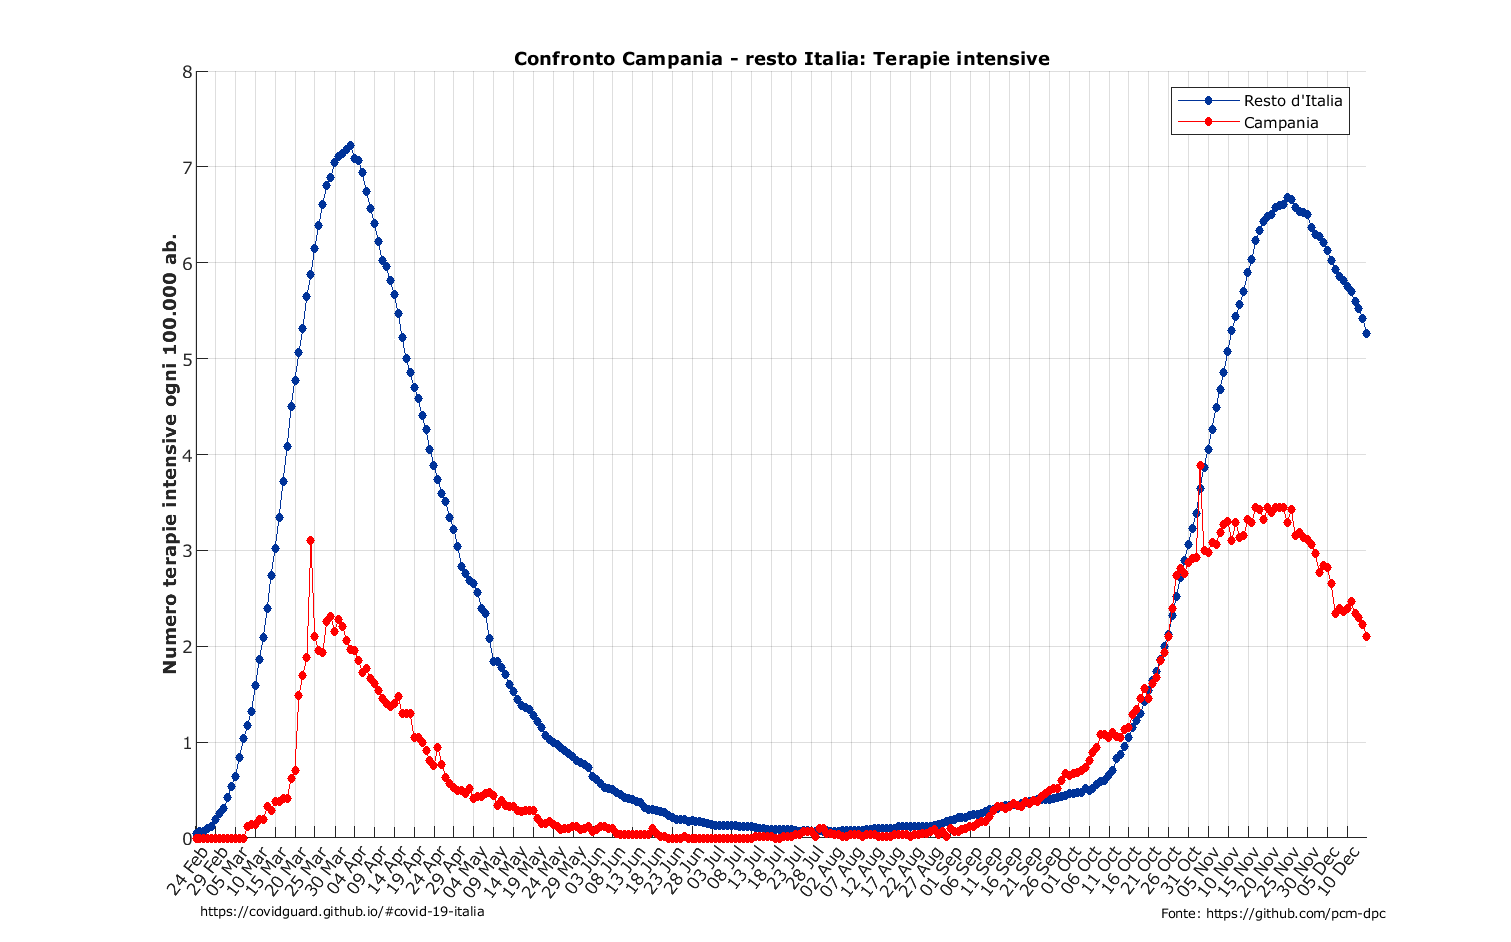 Confronto Campania - resto Italia: Terapie intensive
Resto d'Italia
Campania
Numero terapie intensive ogni 100.000 ab.
8
7
6
5
4
3
2
1
0
24 Feb
29 Feb
05 Mar
10 Mar
15 Mar
20 Mar
25 Mar
30 Mar
04 Apr
09 Apr
14 Apr
19 Apr
24 Apr
29 Apr
04 May
09 May
14 May
19 May
24 May
29 May
03 Jun
08 Jun
13 Jun
18 Jun
23 Jun
28 Jun
03 Jul
08 Jul
13 Jul
18 Jul
23 Jul
28 Jul
02 Aug
07 Aug
12 Aug
17 Aug
22 Aug
27 Aug
01 Sep
06 Sep
11 Sep
16 Sep
21 Sep
26 Sep
01 Oct
06 Oct
11 Oct
16 Oct
21 Oct
26 Oct
31 Oct
05 Nov
10 Nov
15 Nov
20 Nov
25 Nov
30 Nov
05 Dec
10 Dec
https://covidguard.github.io/#covid-19-italia
Fonte: https://github.com/pcm-dpc